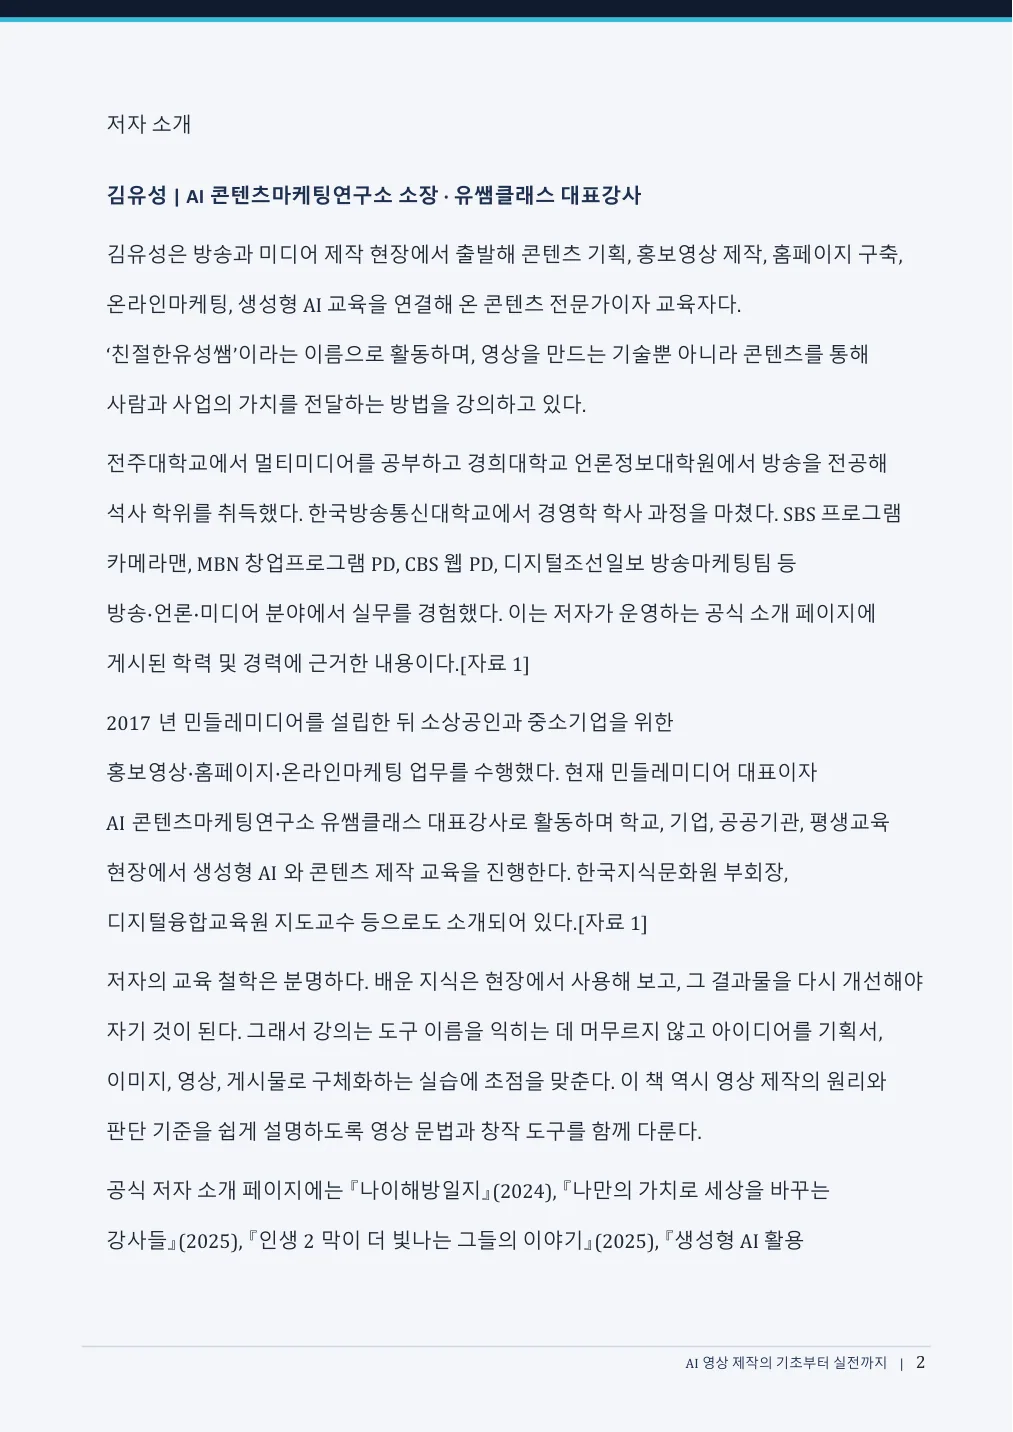 저자 소개
김유성 | AI 콘텐츠마케팅연구소 소장 · 유쌤클래스 대표강사
김유성은 방송과 미디어 제작 현장에서 출발해 콘텐츠 기획, 홍보영상 제작, 홈페이지 구축,
온라인마케팅, 생성형 AI 교육을 연결해 온 콘텐츠 전문가이자 교육자다.
‘친절한유성쌤’이라는 이름으로 활동하며, 영상을 만드는 기술뿐 아니라 콘텐츠를 통해
사람과 사업의 가치를 전달하는 방법을 강의하고 있다.
전주대학교에서 멀티미디어를 공부하고 경희대학교 언론정보대학원에서 방송을 전공해
석사 학위를 취득했다. 한국방송통신대학교에서 경영학 학사 과정을 마쳤다. SBS 프로그램
카메라맨, MBN 창업프로그램 PD, CBS 웹 PD, 디지털조선일보 방송마케팅팀 등
방송·언론·미디어 분야에서 실무를 경험했다. 이는 저자가 운영하는 공식 소개 페이지에
게시된 학력 및 경력에 근거한 내용이다.[자료 1]
2017 년 민들레미디어를 설립한 뒤 소상공인과 중소기업을 위한
홍보영상·홈페이지·온라인마케팅 업무를 수행했다. 현재 민들레미디어 대표이자
AI 콘텐츠마케팅연구소 유쌤클래스 대표강사로 활동하며 학교, 기업, 공공기관, 평생교육
현장에서 생성형 AI 와 콘텐츠 제작 교육을 진행한다. 한국지식문화원 부회장,
디지털융합교육원 지도교수 등으로도 소개되어 있다.[자료 1]
저자의 교육 철학은 분명하다. 배운 지식은 현장에서 사용해 보고, 그 결과물을 다시 개선해야
자기 것이 된다. 그래서 강의는 도구 이름을 익히는 데 머무르지 않고 아이디어를 기획서,
이미지, 영상, 게시물로 구체화하는 실습에 초점을 맞춘다. 이 책 역시 영상 제작의 원리와
판단 기준을 쉽게 설명하도록 영상 문법과 창작 도구를 함께 다룬다.
공식 저자 소개 페이지에는 『나이해방일지』(2024), 『나만의 가치로 세상을 바꾸는
강사들』(2025), 『인생 2 막이 더 빛나는 그들의 이야기』(2025), 『생성형 AI 활용
AI 영상 제작의 기초부터 실전까지 | 2